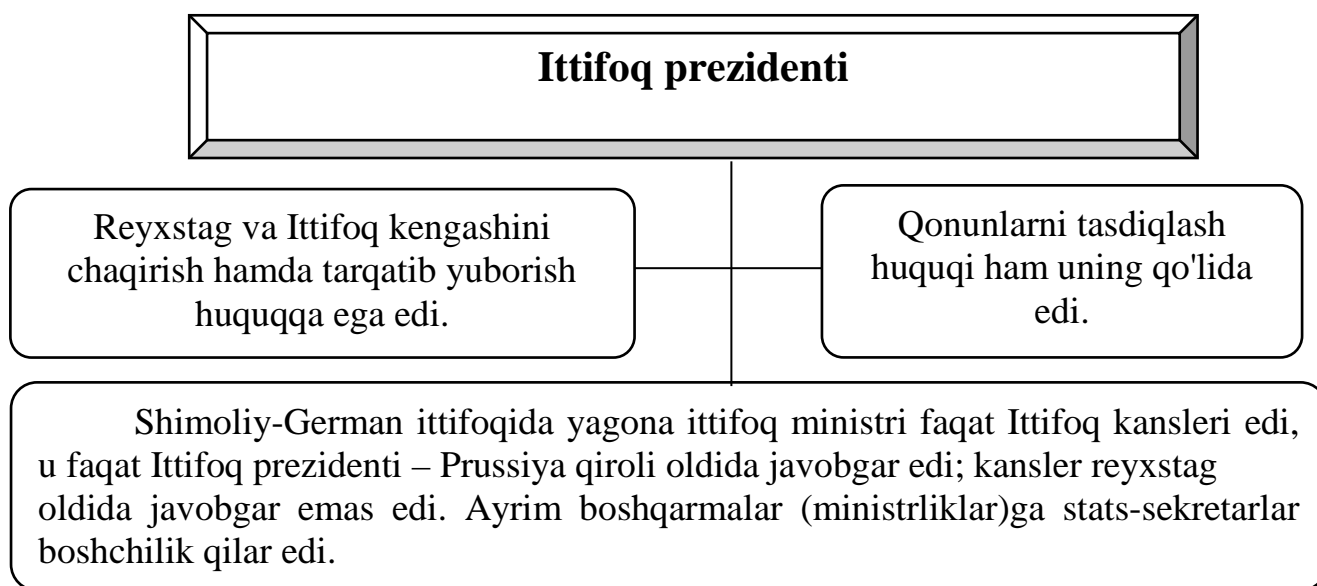 Ittifoq prezidenti
Reyxstag va Ittifoq kengashini
chaqirish hamda tarqatib yuborish
huquqqa ega edi.
Qonunlarni tasdiqlash
huquqi ham uning qo'lida
edi.
Shimoliy-German ittifoqida yagona ittifoq ministri faqat Ittifoq kansleri edi,
u faqat Ittifoq prezidenti – Prussiya qiroli oldida javobgar edi; kansler reyxstag
oldida javobgar emas edi. Ayrim boshqarmalar (ministrliklar)ga stats-sekretarlar
boshchilik qilar edi.